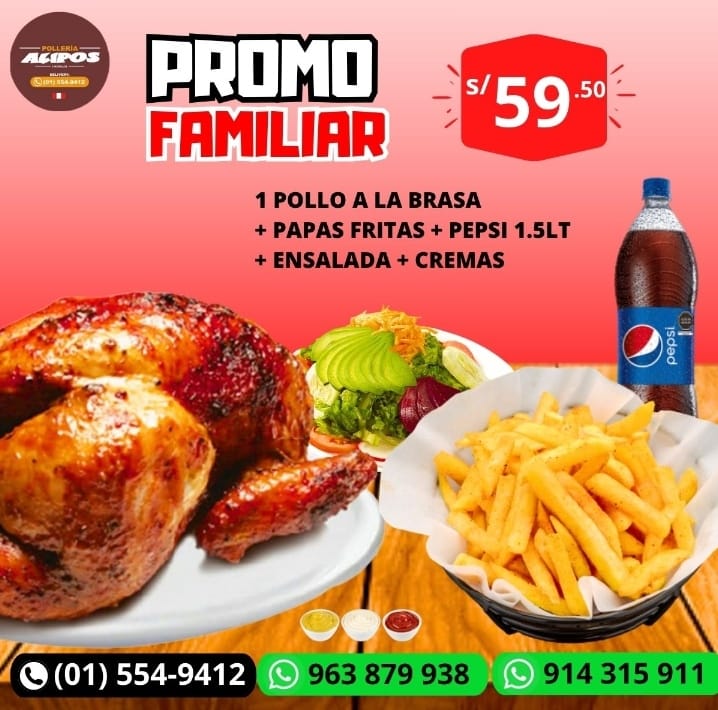 POLLERÍA
ALIPOS
DELIVERY:
(01) 554-9412
PROMO
FAMILIAR
S/59.50
1 POLLO A LA BRASA
+ PAPAS FRITAS + PEPSI 1.5LT
+ ENSALADA + CREMAS
pepsi
(01) 554-9412
963 879 938
914 315 911